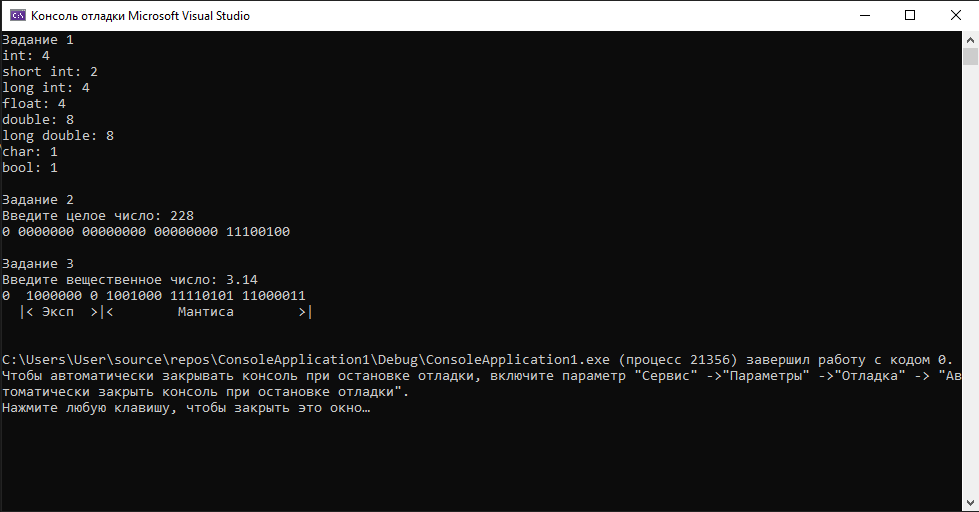 Консоль отладки Microsoft Visual Studio
Задание 1
int: 4
short int: 2
long int: 4
float: 4
double: 8
long double: 8
char: 1
bool: 1
Задание 2
Введите целое число: 228
0 0000000 00000000 00000000 11100100
Задание 3
Введите вещественное число: 3.14
0  1000000 0 1001000 11110101 11000011
  |< Эксп  >|<        Мантиса        >|
C:\Users\User\source\repos\ConsoleApplication1\Debug\ConsoleApplication1.exe (процесс 21356) завершил работу с кодом 0.
Чтобы автоматически закрывать консоль при остановке отладки, включите параметр "Сервис" ->"Параметры" ->"Отладка" -> "Ав
томатически закрыть консоль при остановке отладки".
Нажмите любую клавишу, чтобы закрыть это окно…